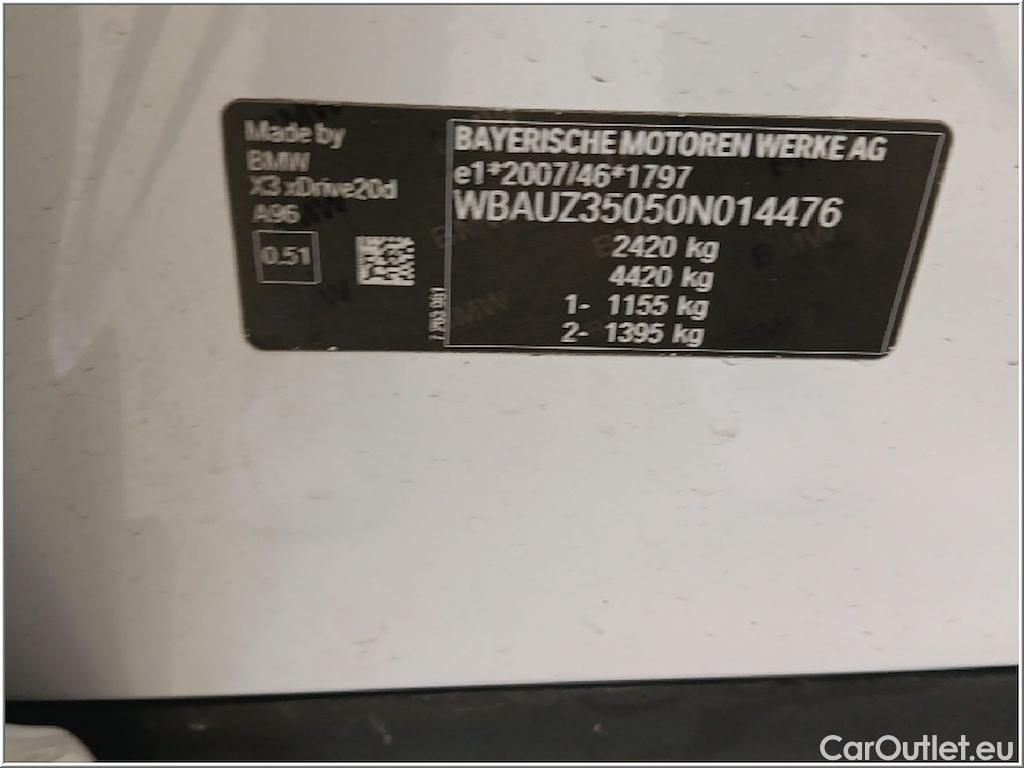 Made by
BMW
X3 xDrive20d
A96
0.51
BAYERISCHE MOTOREN WERKE AG
e1*2007/46*1797
WBAUZ35050N014476
2420 kg
4420 kg
1- 1155 kg
2- 1395 kg
CarOutlet.eu